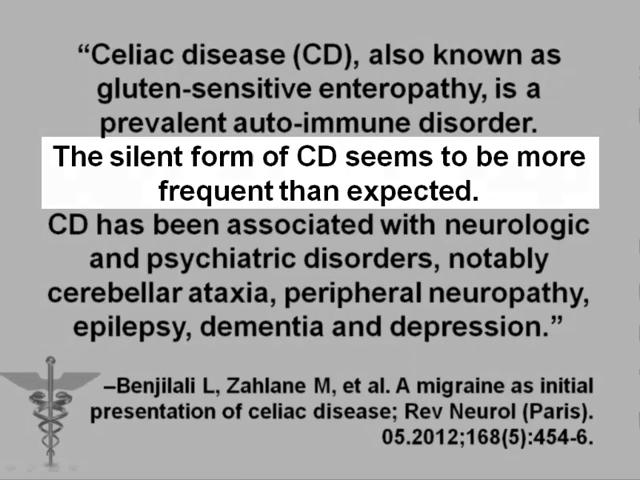 “Celiac disease (CD), also known as
gluten-sensitive enteropathy, is a
prevalent auto-immune disorder.
The silent form of CD seems to be more
frequent than expected.
CD has been associated with neurologic
and psychiatric disorders, notably
cerebellar ataxia, peripheral neuropathy,
epilepsy, dementia and depression.”
–Benjilali L, Zahlane M, et al. A migraine as initial
presentation of celiac disease; Rev Neurol (Paris).
05.2012;168(5):454-6.